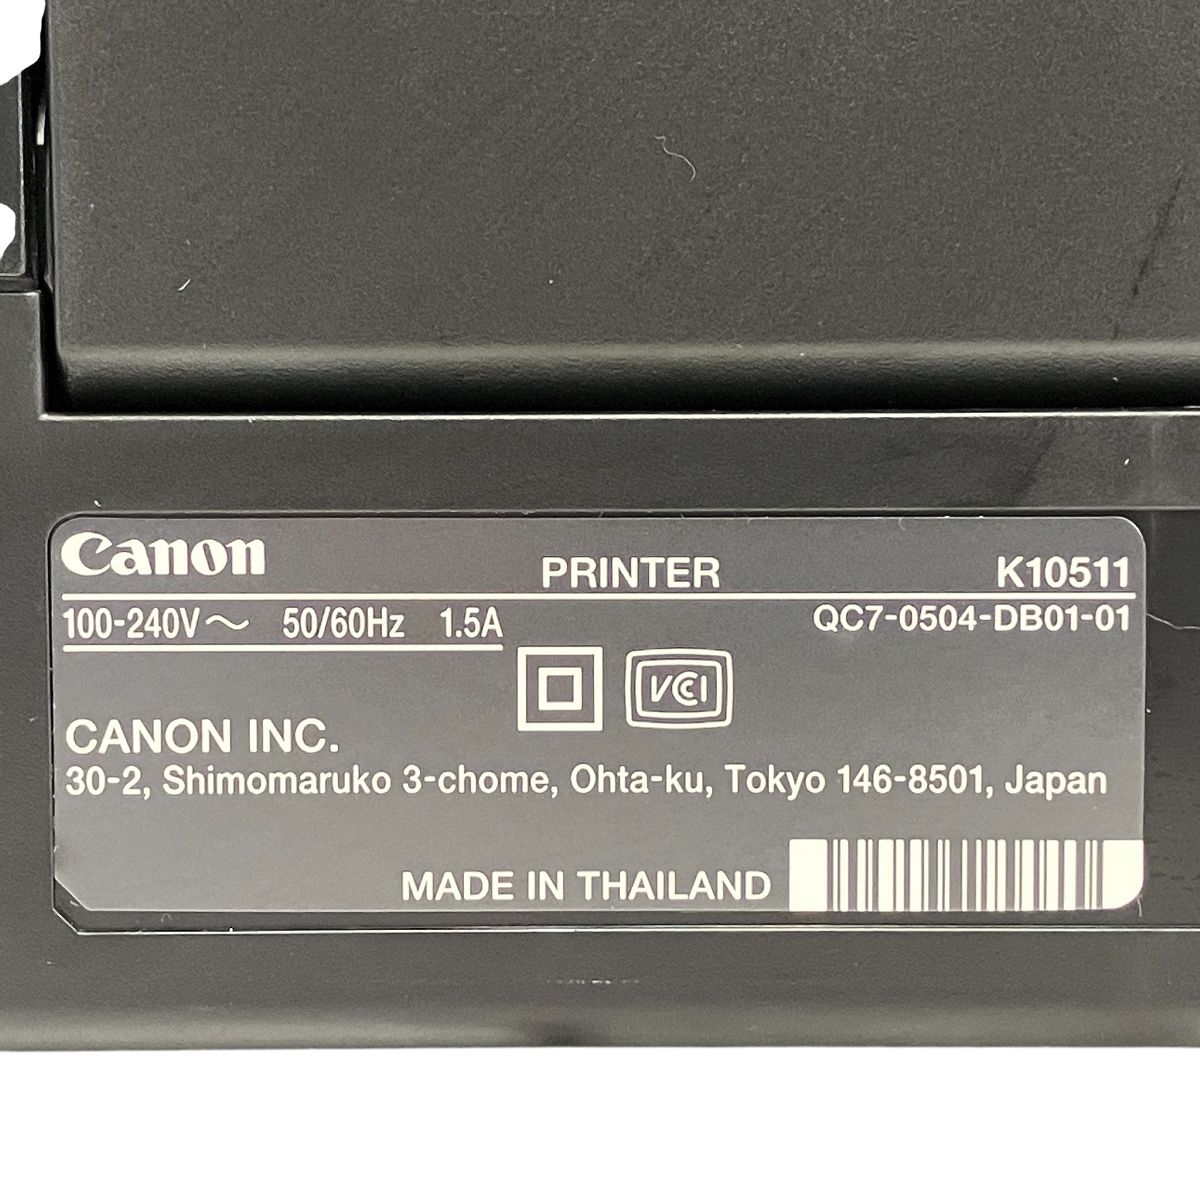 Canon PRINTER K10511
100-240V～ 50/60Hz 1.5A QC7-0504-DB01-01
VCCI
CANON INC.
30-2, Shimomaruko 3-chome, Ohta-ku, Tokyo 146-8501, Japan
MADE IN THAILAND